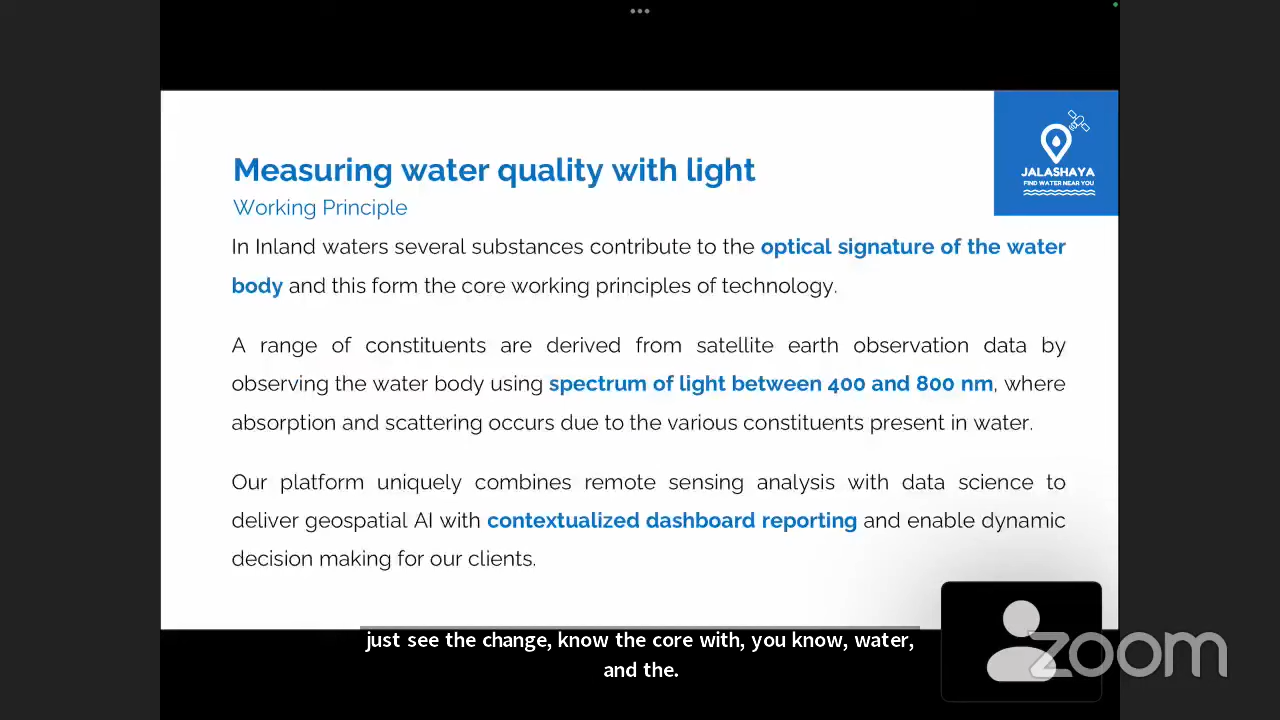 Measuring water quality with light
JALASHAYA
FIND WATER NEAR YOU
Working Principle
In Inland waters several substances contribute to the optical signature of the water
body and this form the core working principles of technology.
A range of constituents are derived from satellite earth observation data by
observing the water body using spectrum of light between 400 and 800 nm, where
absorption and scattering occurs due to the various constituents present in water.
Our platform uniquely combines remote sensing analysis with data science to
deliver geospatial AI with contextualized dashboard reporting and enable dynamic
decision making for our clients.
just see the change, know the core with, you know, water,
and the.
zoom